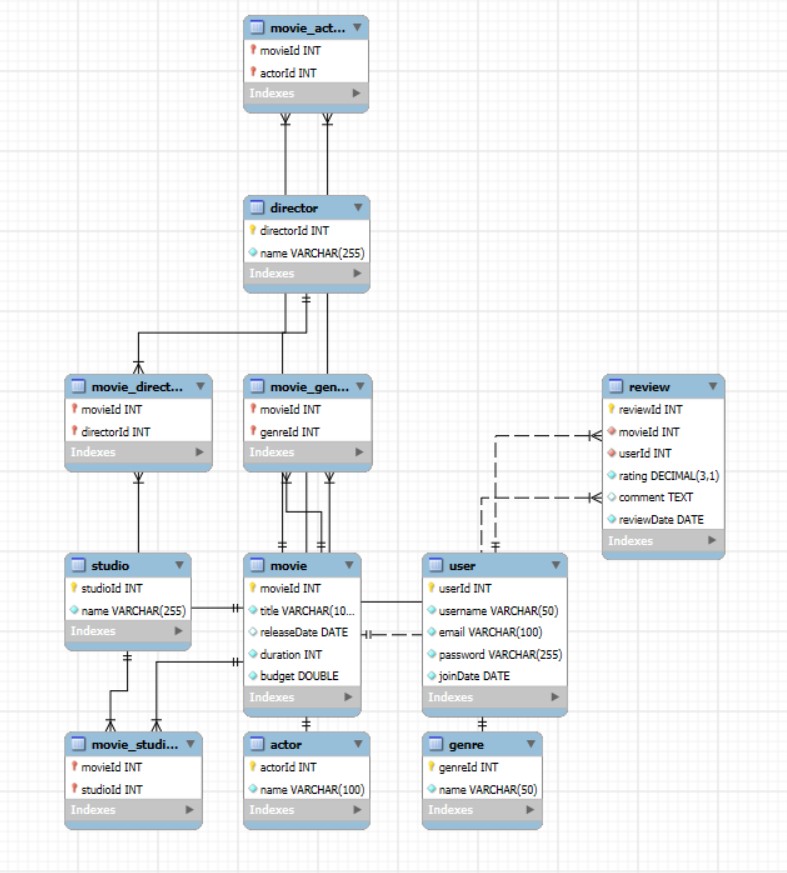 movie_act...
movieId INT
actorId INT
Indexes
director
directorId INT
name VARCHAR(255)
Indexes
movie_direct...
movieId INT
directorId INT
Indexes
movie_gen...
movieId INT
genreId INT
Indexes
review
reviewId INT
movieId INT
userId INT
rating DECIMAL(3,1)
comment TEXT
reviewDate DATE
Indexes
studio
studioId INT
name VARCHAR(255)
Indexes
movie
movieId INT
title VARCHAR(10...
releaseDate DATE
duration INT
budget DOUBLE
Indexes
user
userId INT
username VARCHAR(50)
email VARCHAR(100)
password VARCHAR(255)
joinDate DATE
Indexes
movie_studi...
movieId INT
studioId INT
Indexes
actor
actorId INT
name VARCHAR(100)
Indexes
genre
genreId INT
name VARCHAR(50)
Indexes